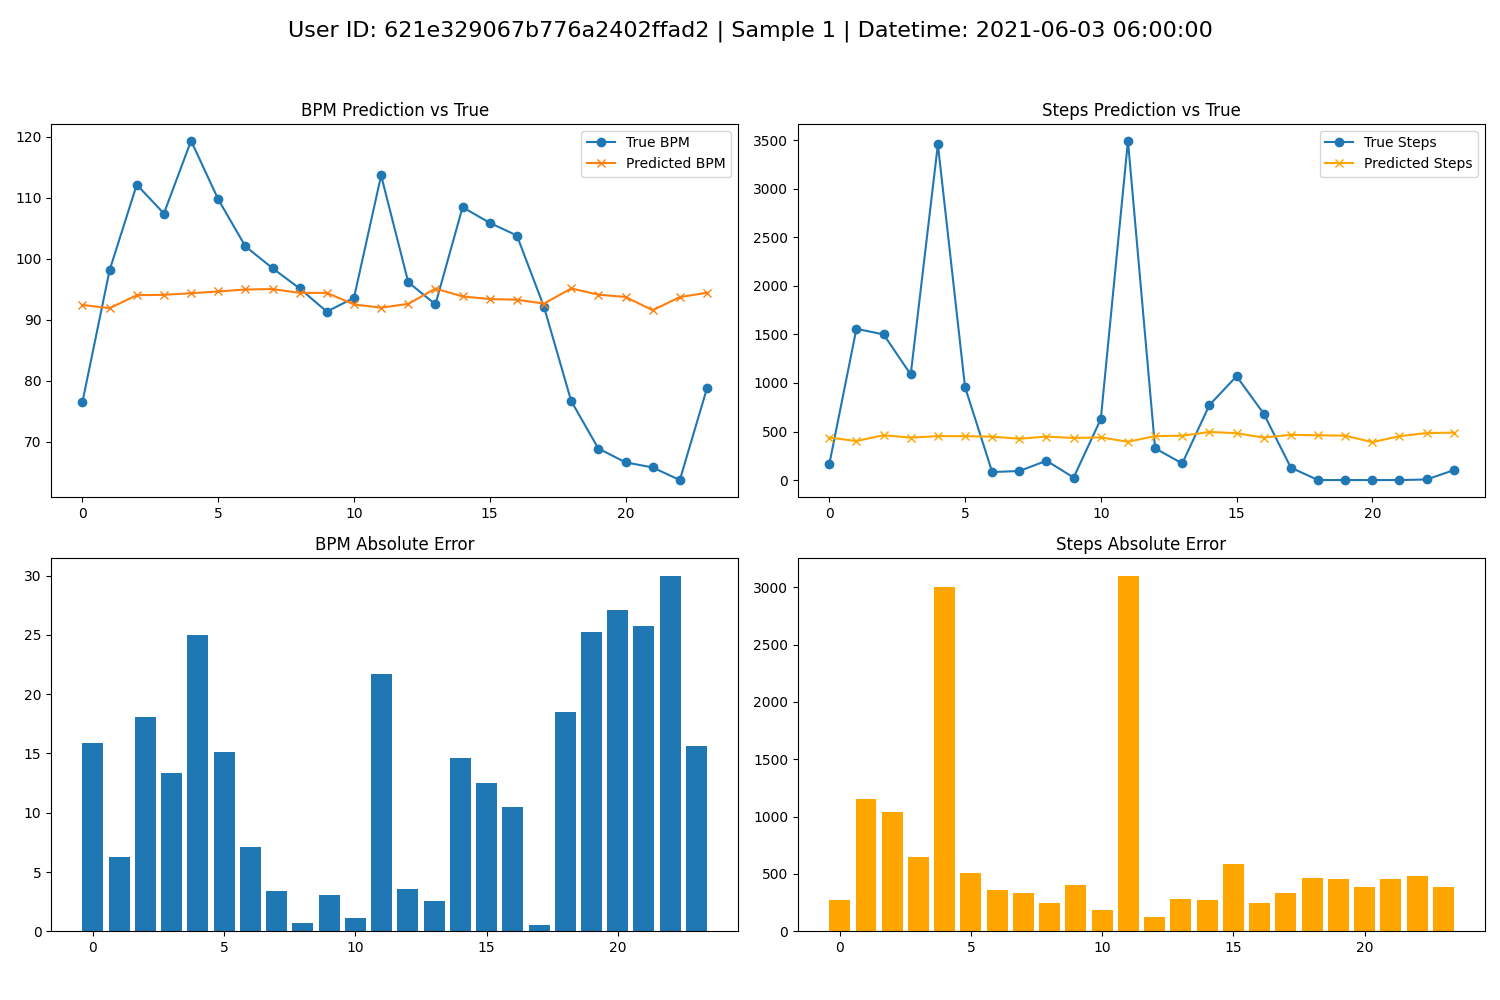 User ID: 621e329067b776a2402ffad2 | Sample 1 | Datetime: 2021-06-03 06:00:00
BPM Prediction vs True
True BPM
Predicted BPM
120
110
100
90
80
70
0 5 10 15 20
Steps Prediction vs True
True Steps
Predicted Steps
3500
3000
2500
2000
1500
1000
500
0
0 5 10 15 20
BPM Absolute Error
30
25
20
15
10
5
0
0 5 10 15 20
Steps Absolute Error
3000
2500
2000
1500
1000
500
0
0 5 10 15 20